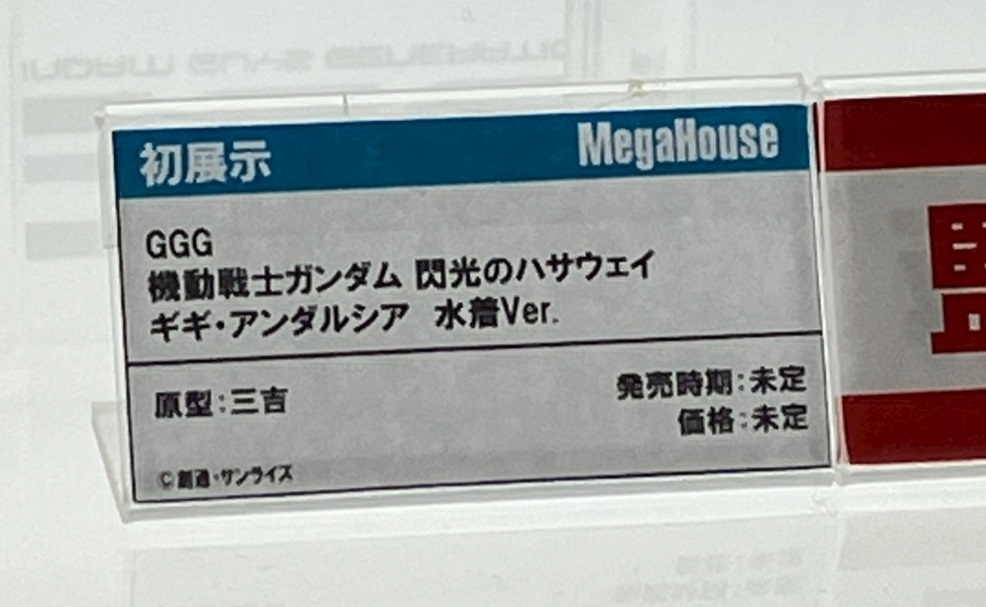 初展示 MegaHouse
GGG
機動戦士ガンダム 閃光のハサウェイ
ギギ・アンダルシア 水着Ver.
原型:三吉
発売時期:未定
価格:未定
©創通・サンライズ